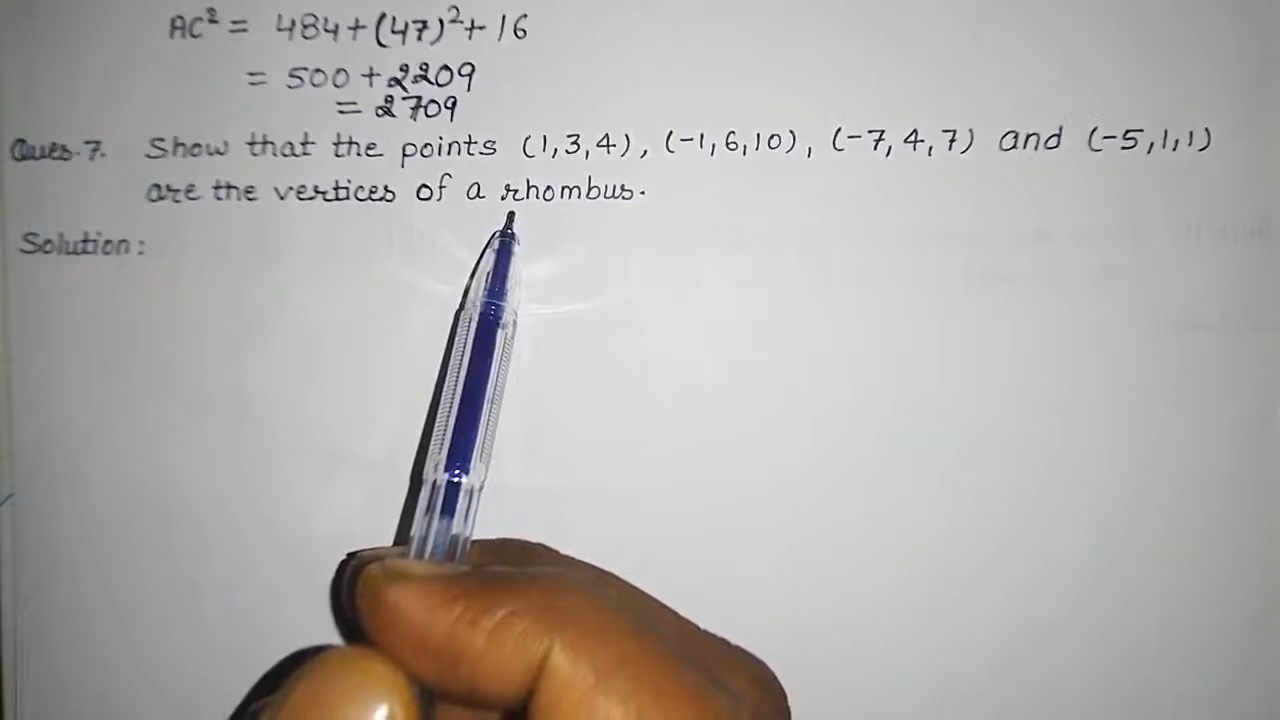 AC² = 484+(47)²+16
= 500+2209
= 2709
Ques.7. Show that the points (1,3,4), (-1,6,10), (-7,4,7) and (-5,1,1)
are the vertices of a rhombus.
Solution: